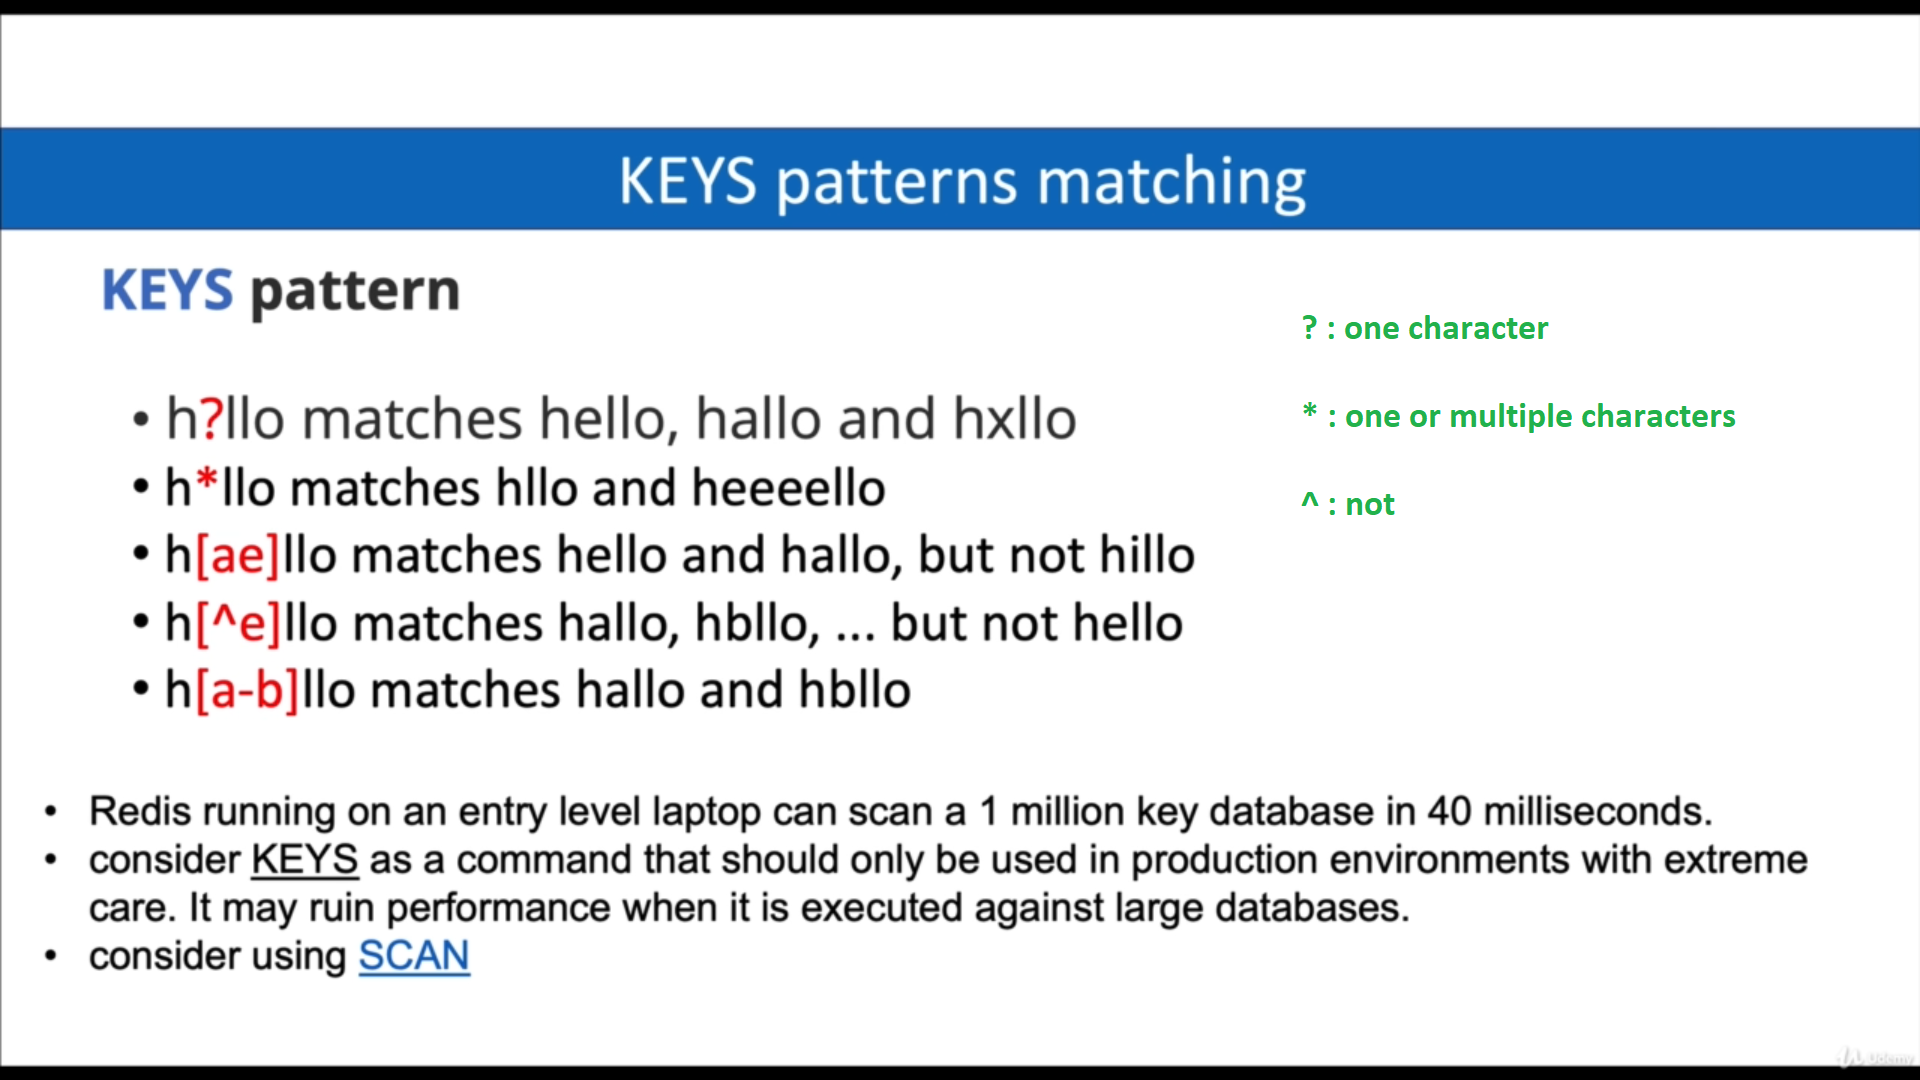 KEYS patterns matching
KEYS pattern
? : one character
• h?llo matches hello, hallo and hxllo
* : one or multiple characters
• h*llo matches hllo and heeeello
^ : not
• h[ae]llo matches hello and hallo, but not hillo
• h[^e]llo matches hallo, hbllo, ... but not hello
• h[a-b]llo matches hallo and hbllo
• Redis running on an entry level laptop can scan a 1 million key database in 40 milliseconds.
• consider KEYS as a command that should only be used in production environments with extreme
care. It may ruin performance when it is executed against large databases.
• consider using SCAN
Udemy